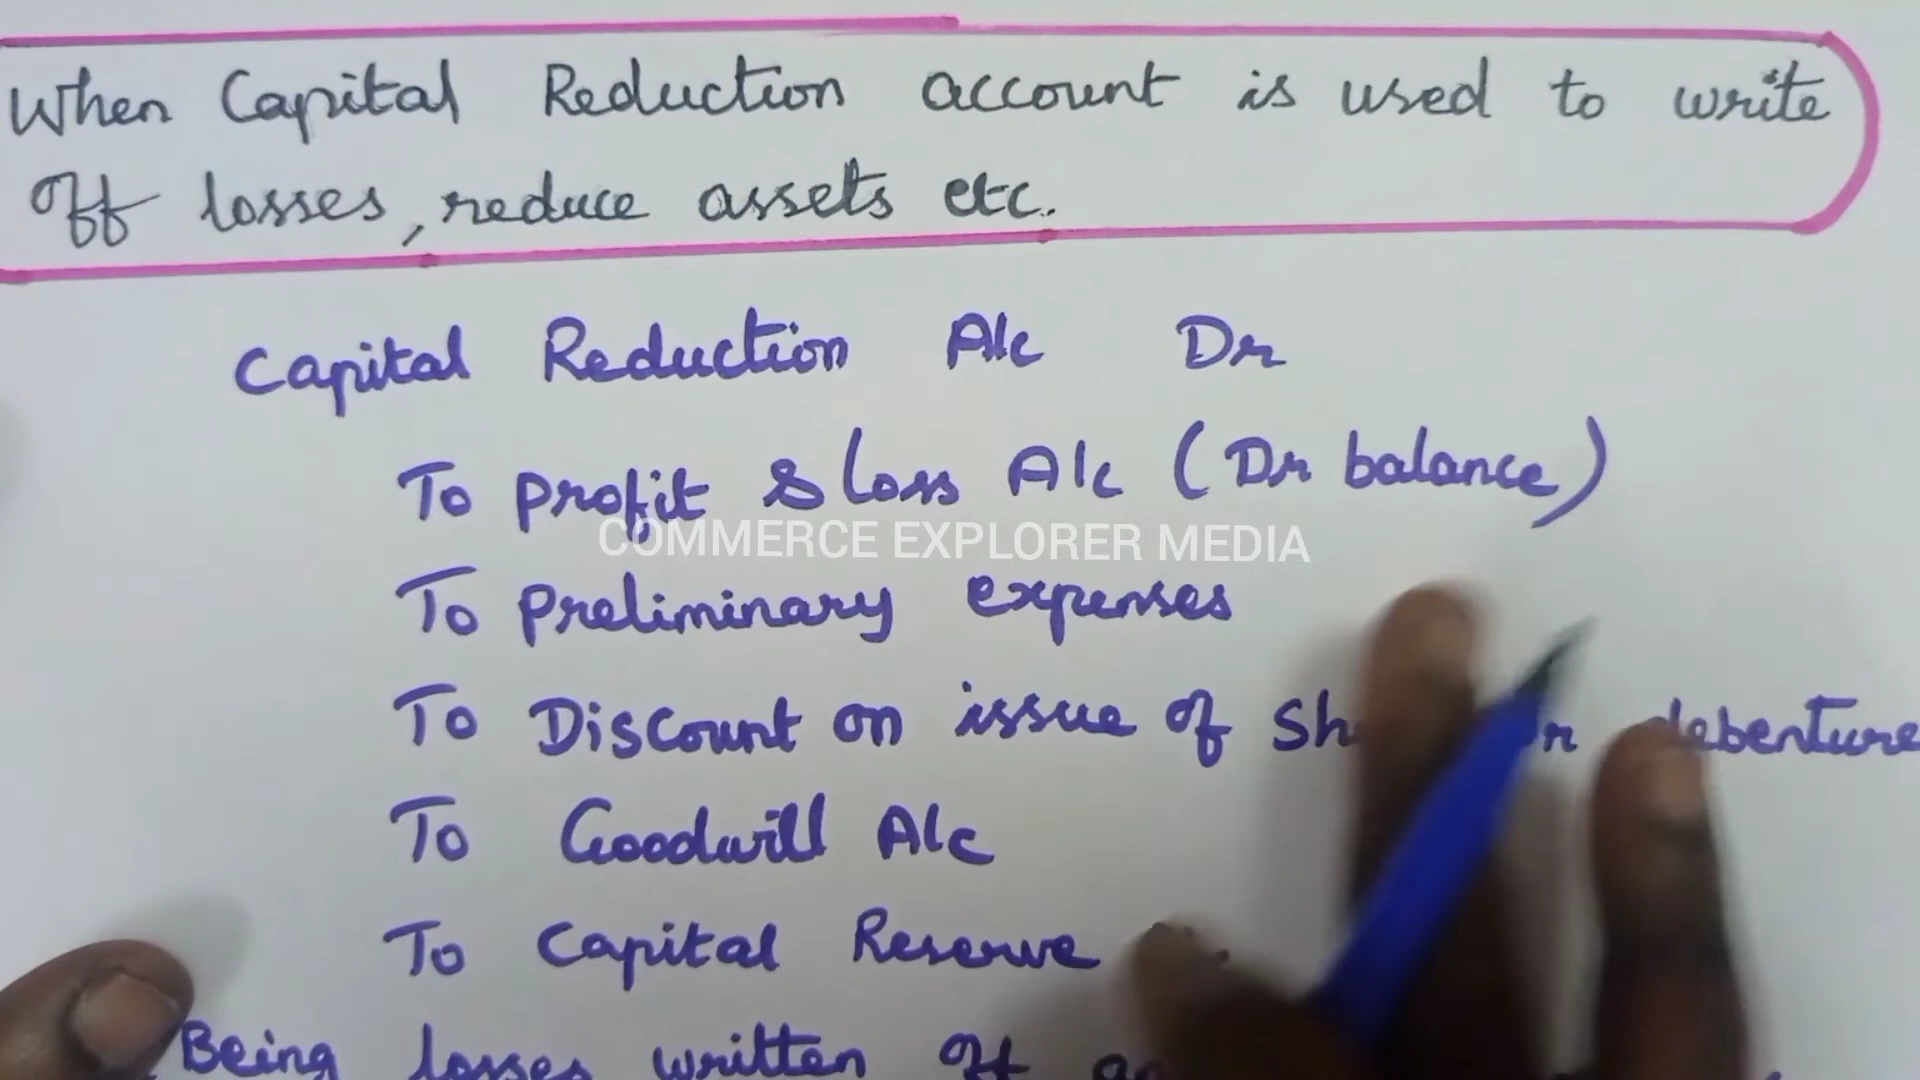 When Capital Reduction account is used to write
off losses, reduce assets etc.
Capital Reduction A/c Dr
To profit & loss A/c (Dr balance)
COMMERCE EXPLORER MEDIA
To preliminary expenses
To Discount on issue of debenture
To Goodwill A/c
To Capital Reserve
Being losses written off